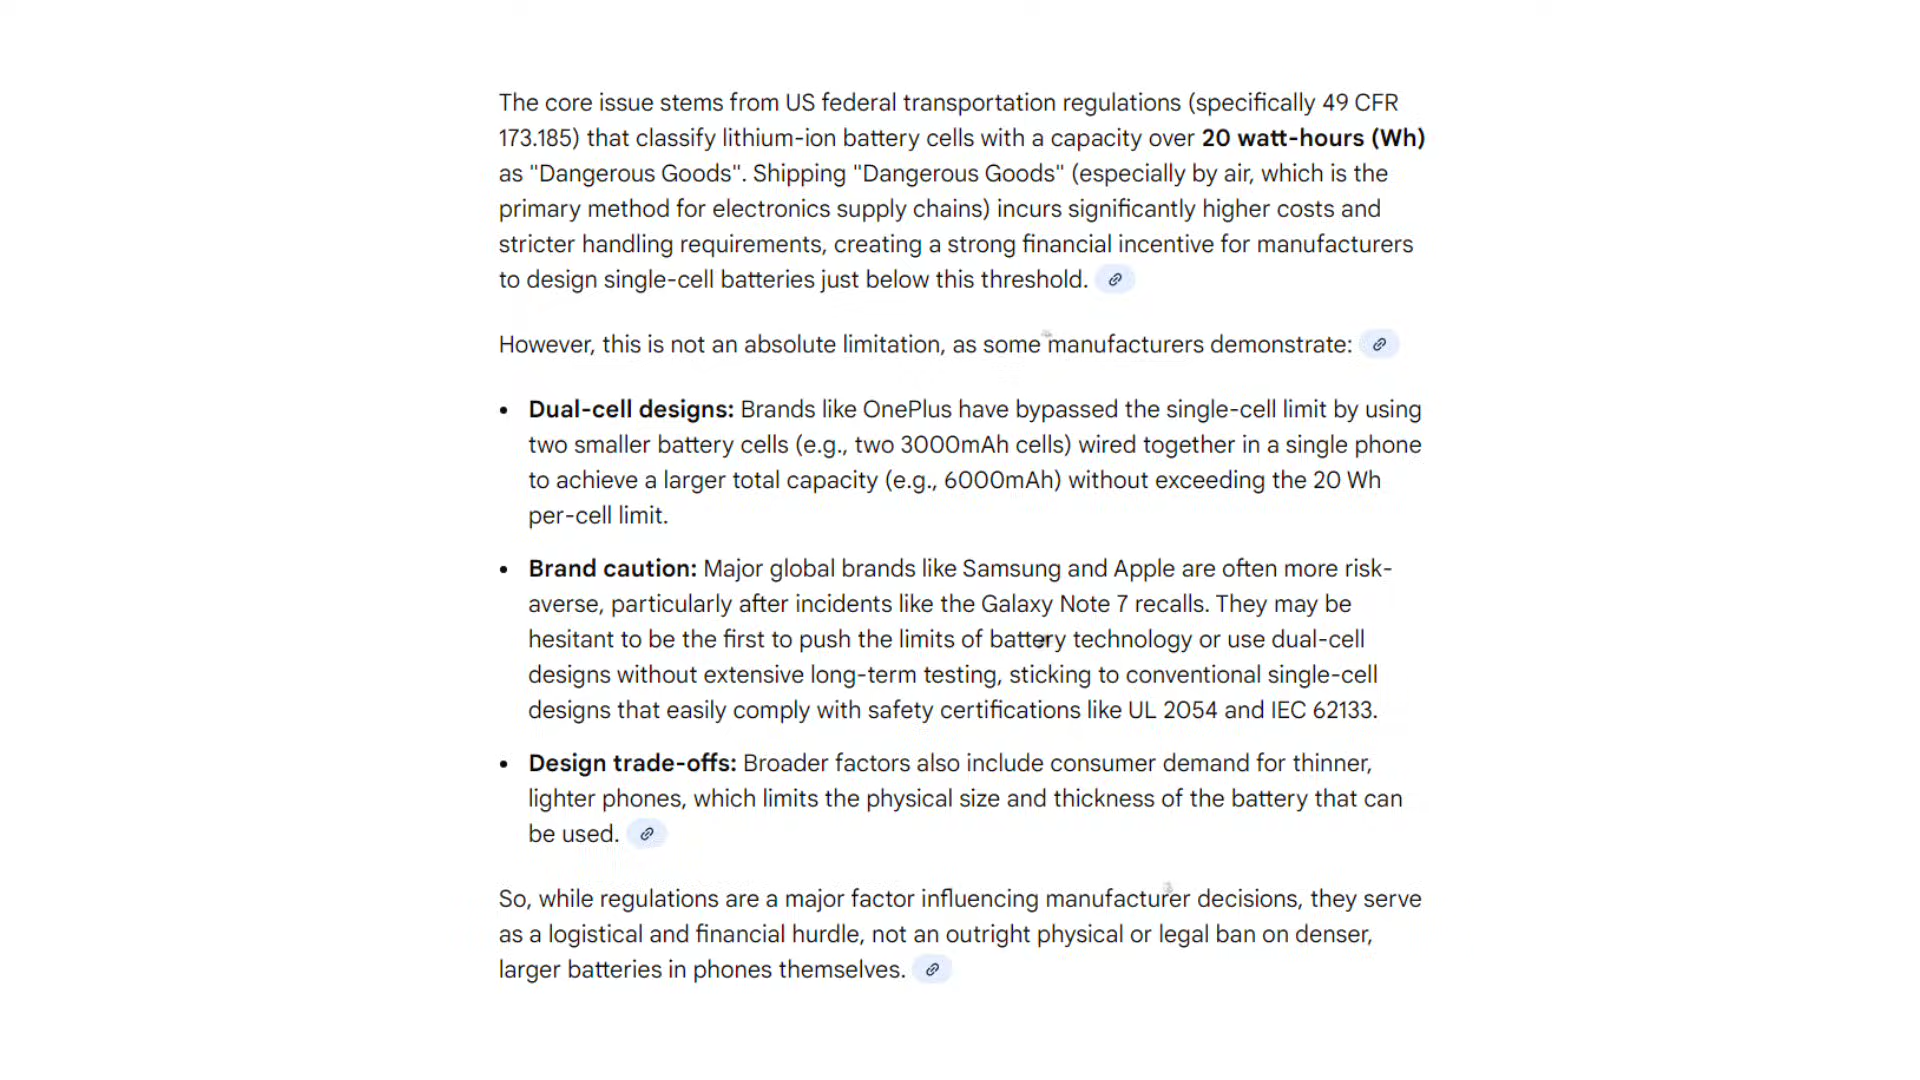 The core issue stems from US federal transportation regulations (specifically 49 CFR
173.185) that classify lithium-ion battery cells with a capacity over 20 watt-hours (Wh)
as "Dangerous Goods". Shipping "Dangerous Goods" (especially by air, which is the
primary method for electronics supply chains) incurs significantly higher costs and
stricter handling requirements, creating a strong financial incentive for manufacturers
to design single-cell batteries just below this threshold.
However, this is not an absolute limitation, as some manufacturers demonstrate:
• Dual-cell designs: Brands like OnePlus have bypassed the single-cell limit by using
two smaller battery cells (e.g., two 3000mAh cells) wired together in a single phone
to achieve a larger total capacity (e.g., 6000mAh) without exceeding the 20 Wh
per-cell limit.
• Brand caution: Major global brands like Samsung and Apple are often more risk-
averse, particularly after incidents like the Galaxy Note 7 recalls. They may be
hesitant to be the first to push the limits of battery technology or use dual-cell
designs without extensive long-term testing, sticking to conventional single-cell
designs that easily comply with safety certifications like UL 2054 and IEC 62133.
• Design trade-offs: Broader factors also include consumer demand for thinner,
lighter phones, which limits the physical size and thickness of the battery that can
be used.
So, while regulations are a major factor influencing manufacturer decisions, they serve
as a logistical and financial hurdle, not an outright physical or legal ban on denser,
larger batteries in phones themselves.